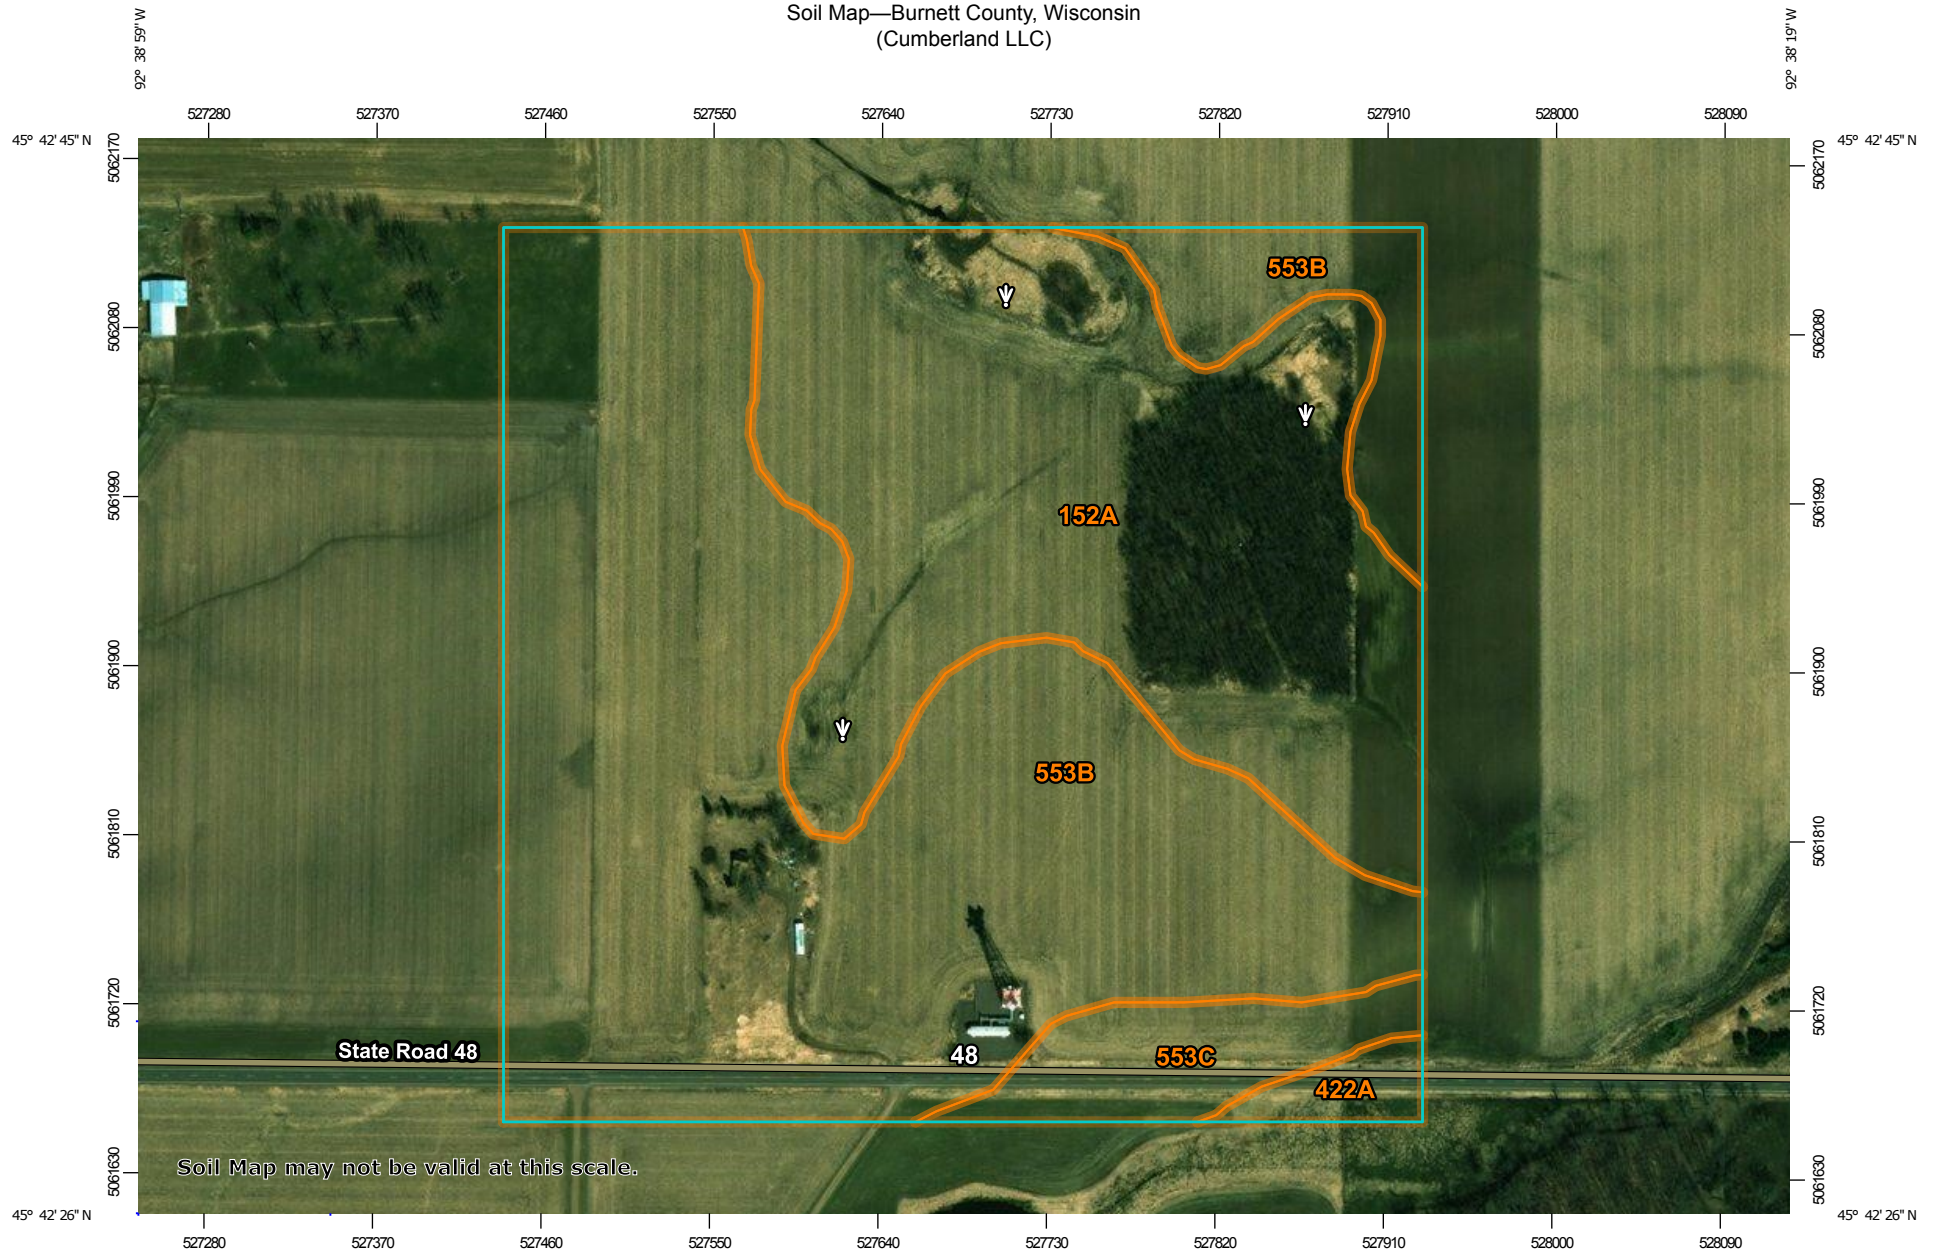 Soil Map—Burnett County, Wisconsin
(Cumberland LLC)
92° 38' 59'' W
92° 38' 19'' W
527280 527370 527460 527550 527640 527730 527820 527910 528000 528090
45° 42' 45'' N
45° 42' 45'' N
5062170
5062170
553B
5062080
5062080
152A
5061990
5061990
5061900
5061900
553B
5061810
5061810
5061720
5061720
State Road 48
48
553C
422A
Soil Map may not be valid at this scale.
5061630
5061630
45° 42' 26'' N
45° 42' 26'' N
527280 527370 527460 527550 527640 527730 527820 527910 528000 528090